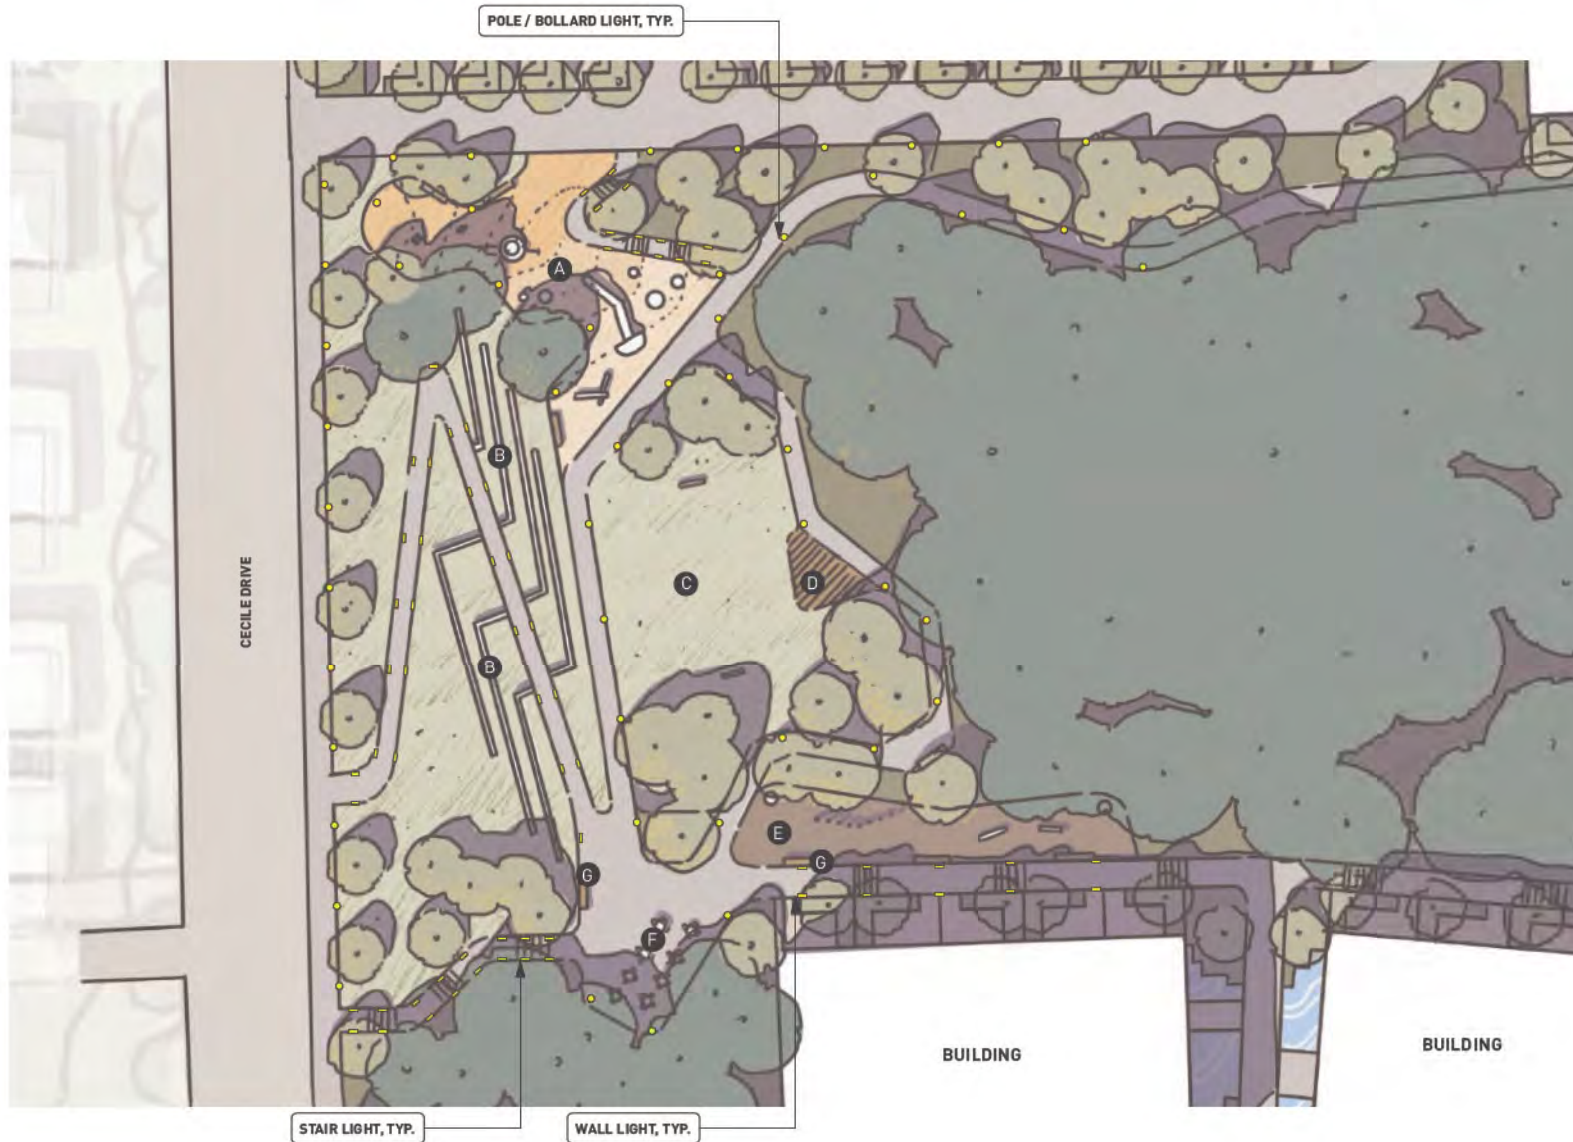 POLE / BOLLARD LIGHT, TYP.
A
B
CECILE DRIVE
C
D
B
E
G
G
F
BUILDING
BUILDING
STAIR LIGHT, TYP.
WALL LIGHT, TYP.